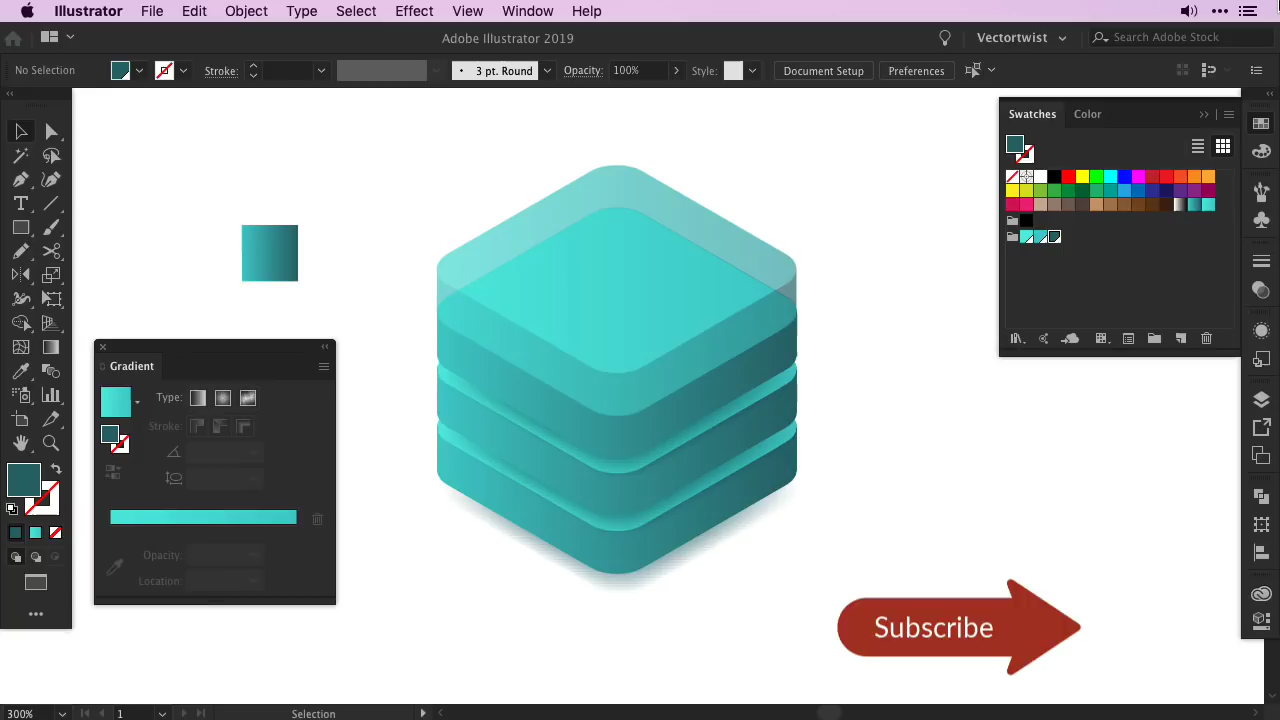 Illustrator File Edit Object Type Select Effect View Window Help
Adobe Illustrator 2019
Vectortwist
Search Adobe Stock
No Selection
Stroke:
3 pt. Round
Opacity: 100%
Style:
Document Setup
Preferences
Swatches Color
Gradient
Type:
Stroke:
Opacity:
Location:
Subscribe
300%
1
Selection